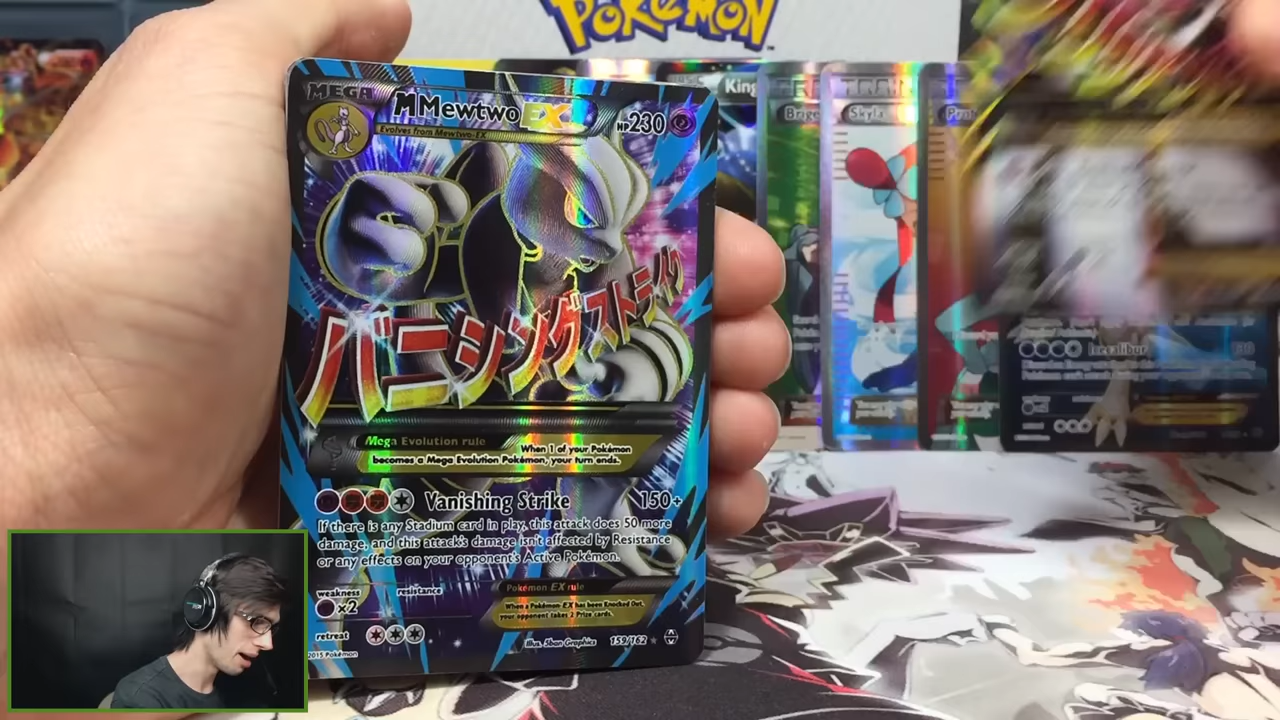 POKéMON
MEGA
M Mewtwo EX
HP 230
Evolves from Mewtwo-EX
バニシングストライク
Mega Evolution rule
When 1 of your Pokémon
becomes a Mega Evolution Pokémon, your turn ends.
Vanishing Strike 150+
If there is any Stadium card in play, this attack does 50 more
damage, and this attack's damage isn't affected by Resistance
or any effects on your opponent's Active Pokémon.
weakness
×2
resistance
Pokémon EX rule
When a Pokémon EX has been Knocked Out,
your opponent takes 2 Prize cards.
retreat
Illus. 5ban Graphics
159/162
2015 Pokémon
King
Brige
TRAIN
Skyla
Icecalibur 130
×2